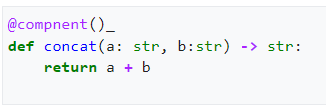 @compnent()_
def concat(a: str, b:str) -> str:
    return a + b